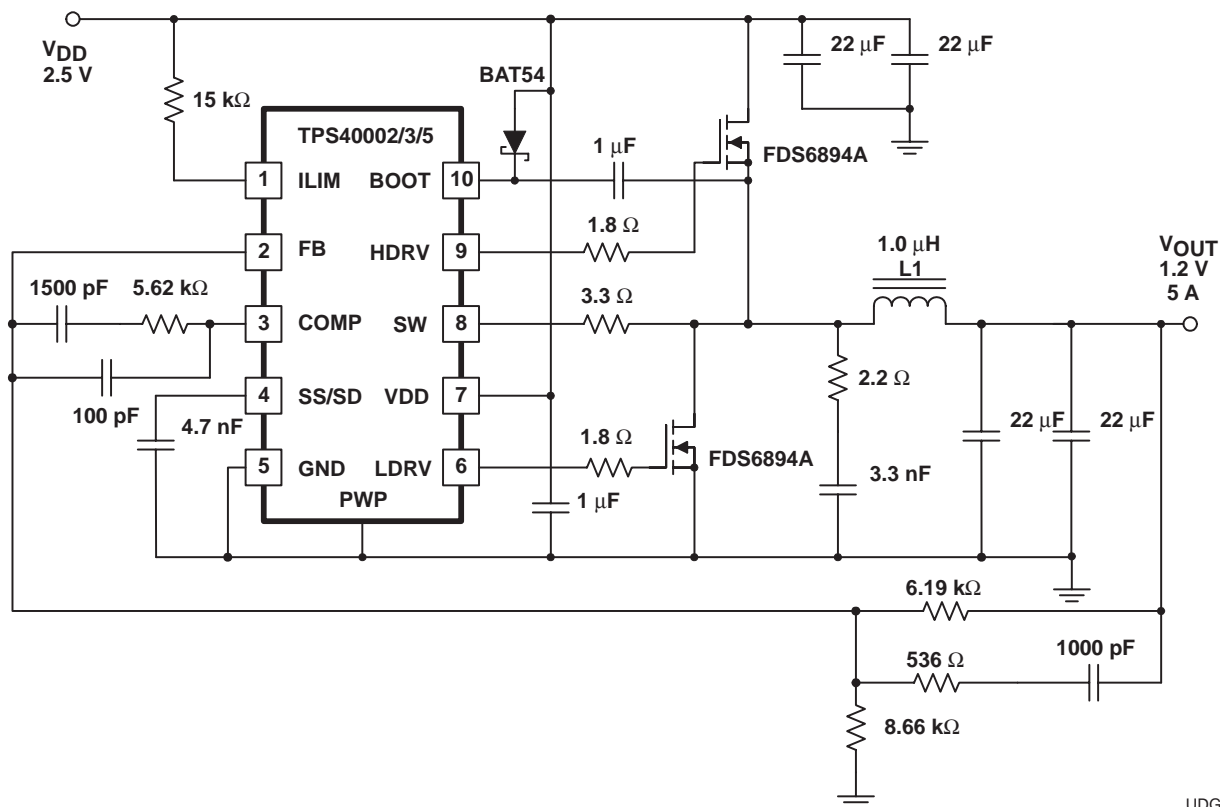 VDD
2.5 V
22 μF
22 μF
15 kΩ
BAT54
TPS40002/3/5
1 μF
FDS6894A
1
ILIM
BOOT
10
1.8 Ω
2
FB
HDRV
9
1.0 μH
L1
VOUT
1.2 V
5 A
1500 pF
5.62 kΩ
3.3 Ω
3
COMP
SW
8
2.2 Ω
100 pF
4
SS/SD
VDD
7
4.7 nF
1.8 Ω
22 μF
22 μF
5
GND
LDRV
6
FDS6894A
3.3 nF
PWP
1 μF
6.19 kΩ
536 Ω
1000 pF
8.66 kΩ
UDG